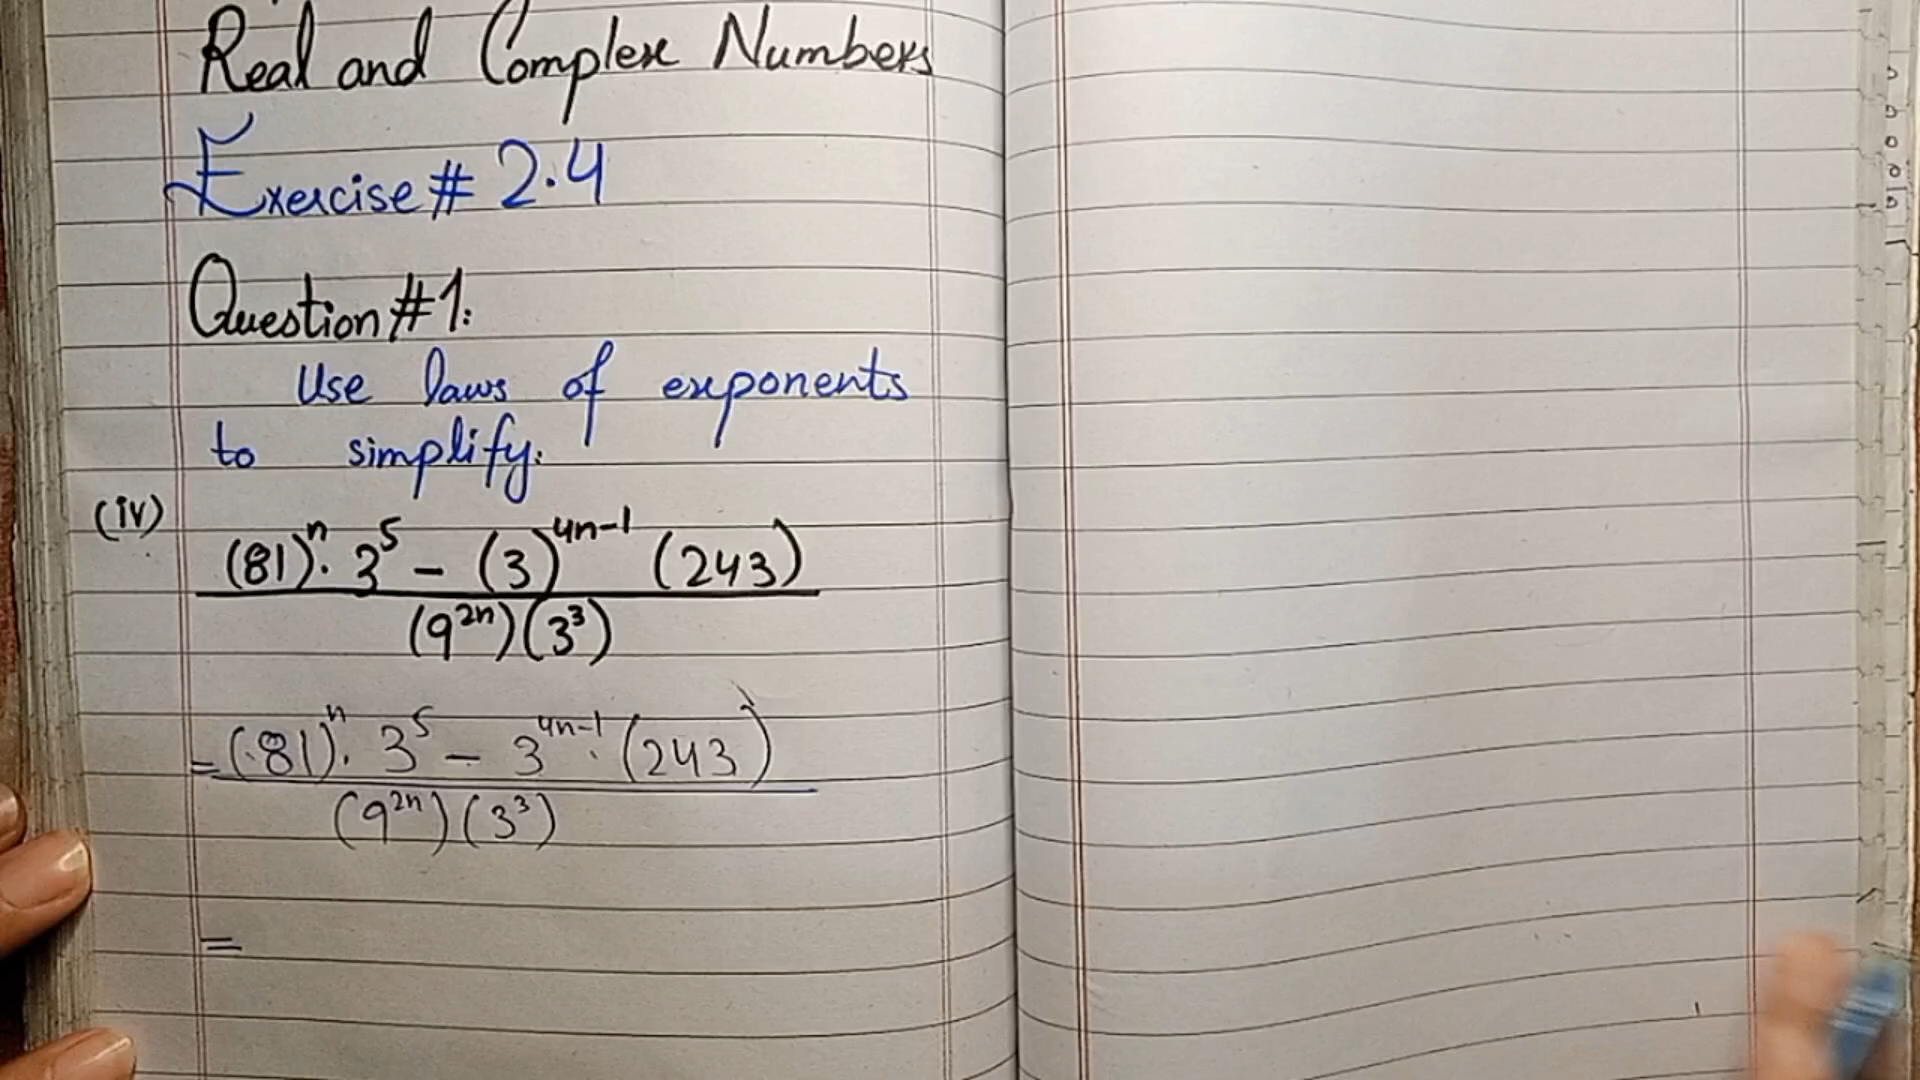 Real and Complex Numbers
Exercise # 2.4
Question #1:
Use laws of exponents
to simplify.
(iv)
(81)ⁿ · 3⁵ − (3)⁴ⁿ⁻¹ (243)
(9²ⁿ)(3³)
= (81)ⁿ · 3⁵ − 3⁴ⁿ⁻¹ · (243)
(9²ⁿ)(3³)
=